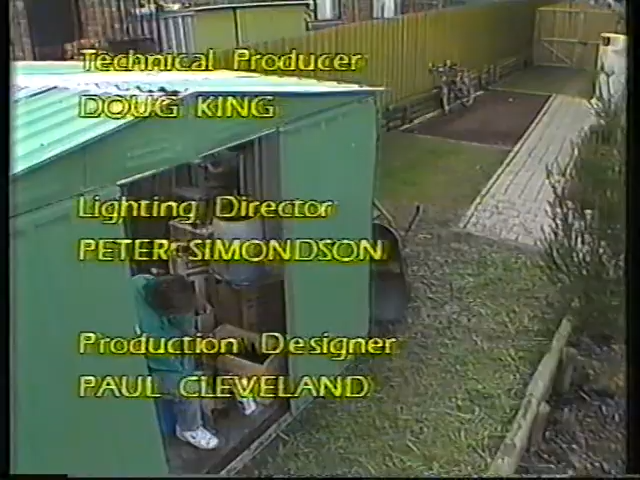 Technical Producer
DOUG KING
Lighting Director
PETER SIMONDSON
Production Designer
PAUL CLEVELAND